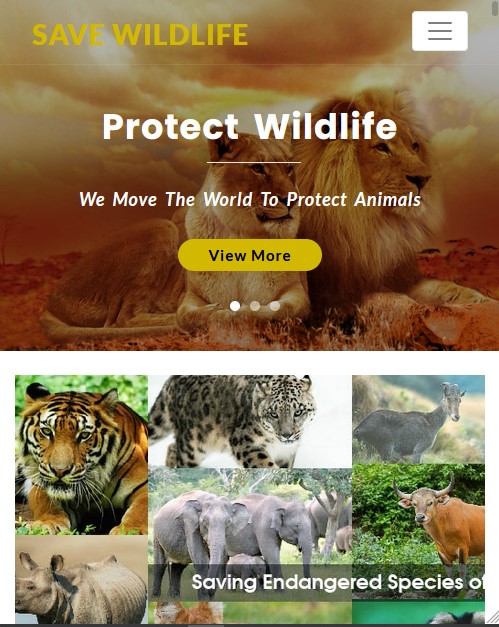 SAVE WILDLIFE
Protect Wildlife
We Move The World To Protect Animals
View More
Saving Endangered Species of